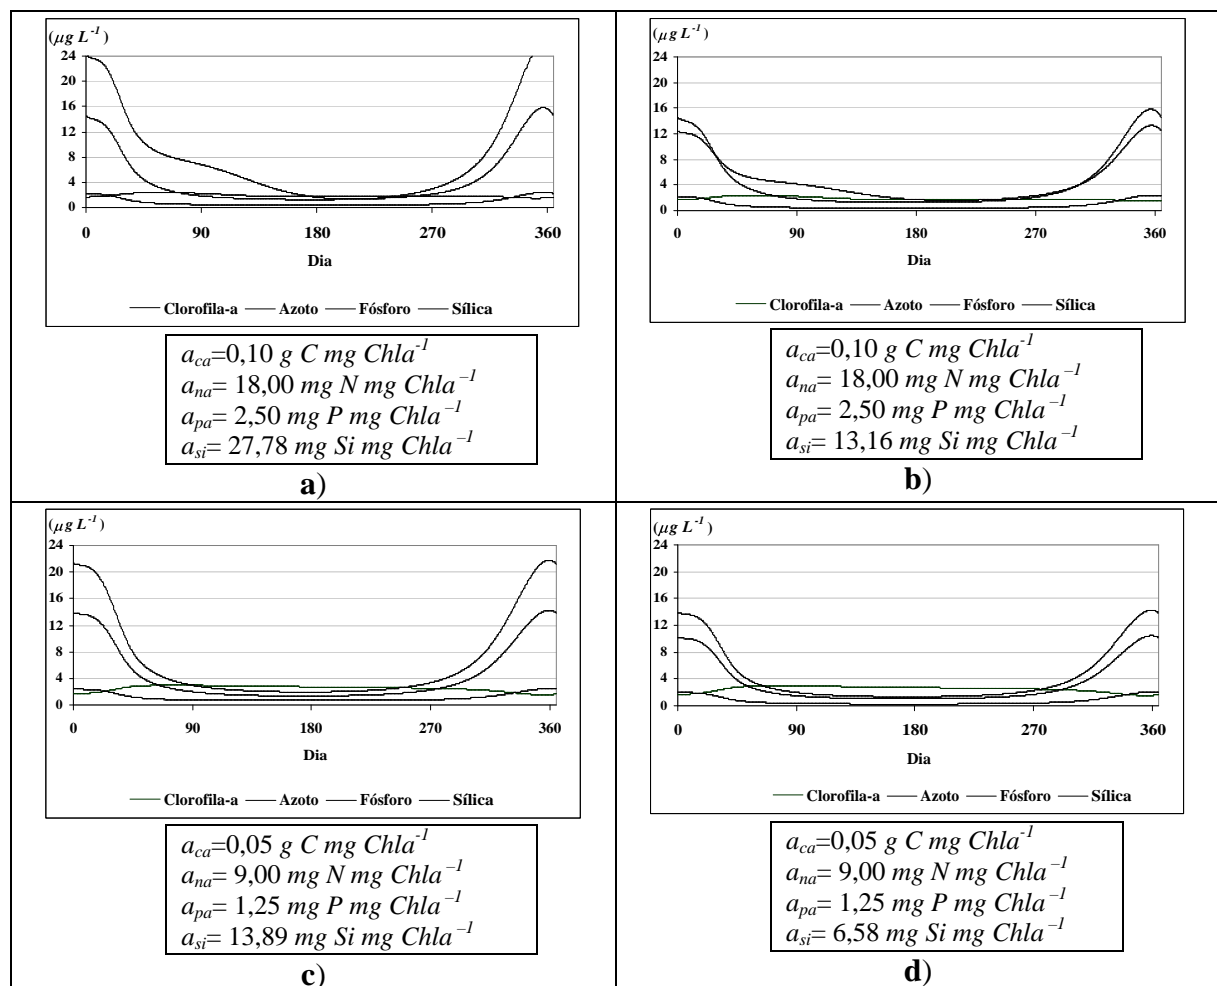 (µg L⁻¹)
24
20
16
12
8
4
0
0 90 180 270 360
Dia
Clorofila-a Azoto Fósforo Sílica
a_ca=0,10 g C mg Chla⁻¹
a_na= 18,00 mg N mg Chla⁻¹
a_pa= 2,50 mg P mg Chla⁻¹
a_si= 27,78 mg Si mg Chla⁻¹
a)
(µg L⁻¹)
24
20
16
12
8
4
0
0 90 180 270 360
Dia
Clorofila-a Azoto Fósforo Sílica
a_ca=0,10 g C mg Chla⁻¹
a_na= 18,00 mg N mg Chla⁻¹
a_pa= 2,50 mg P mg Chla⁻¹
a_si= 13,16 mg Si mg Chla⁻¹
b)
(µg L⁻¹)
24
20
16
12
8
4
0
0 90 180 270 360
Dia
Clorofila-a Azoto Fósforo Sílica
a_ca=0,05 g C mg Chla⁻¹
a_na= 9,00 mg N mg Chla⁻¹
a_pa= 1,25 mg P mg Chla⁻¹
a_si= 13,89 mg Si mg Chla⁻¹
c)
(µg L⁻¹)
24
20
16
12
8
4
0
0 90 180 270 360
Dia
Clorofila-a Azoto Fósforo Sílica
a_ca=0,05 g C mg Chla⁻¹
a_na= 9,00 mg N mg Chla⁻¹
a_pa= 1,25 mg P mg Chla⁻¹
a_si= 6,58 mg Si mg Chla⁻¹
d)